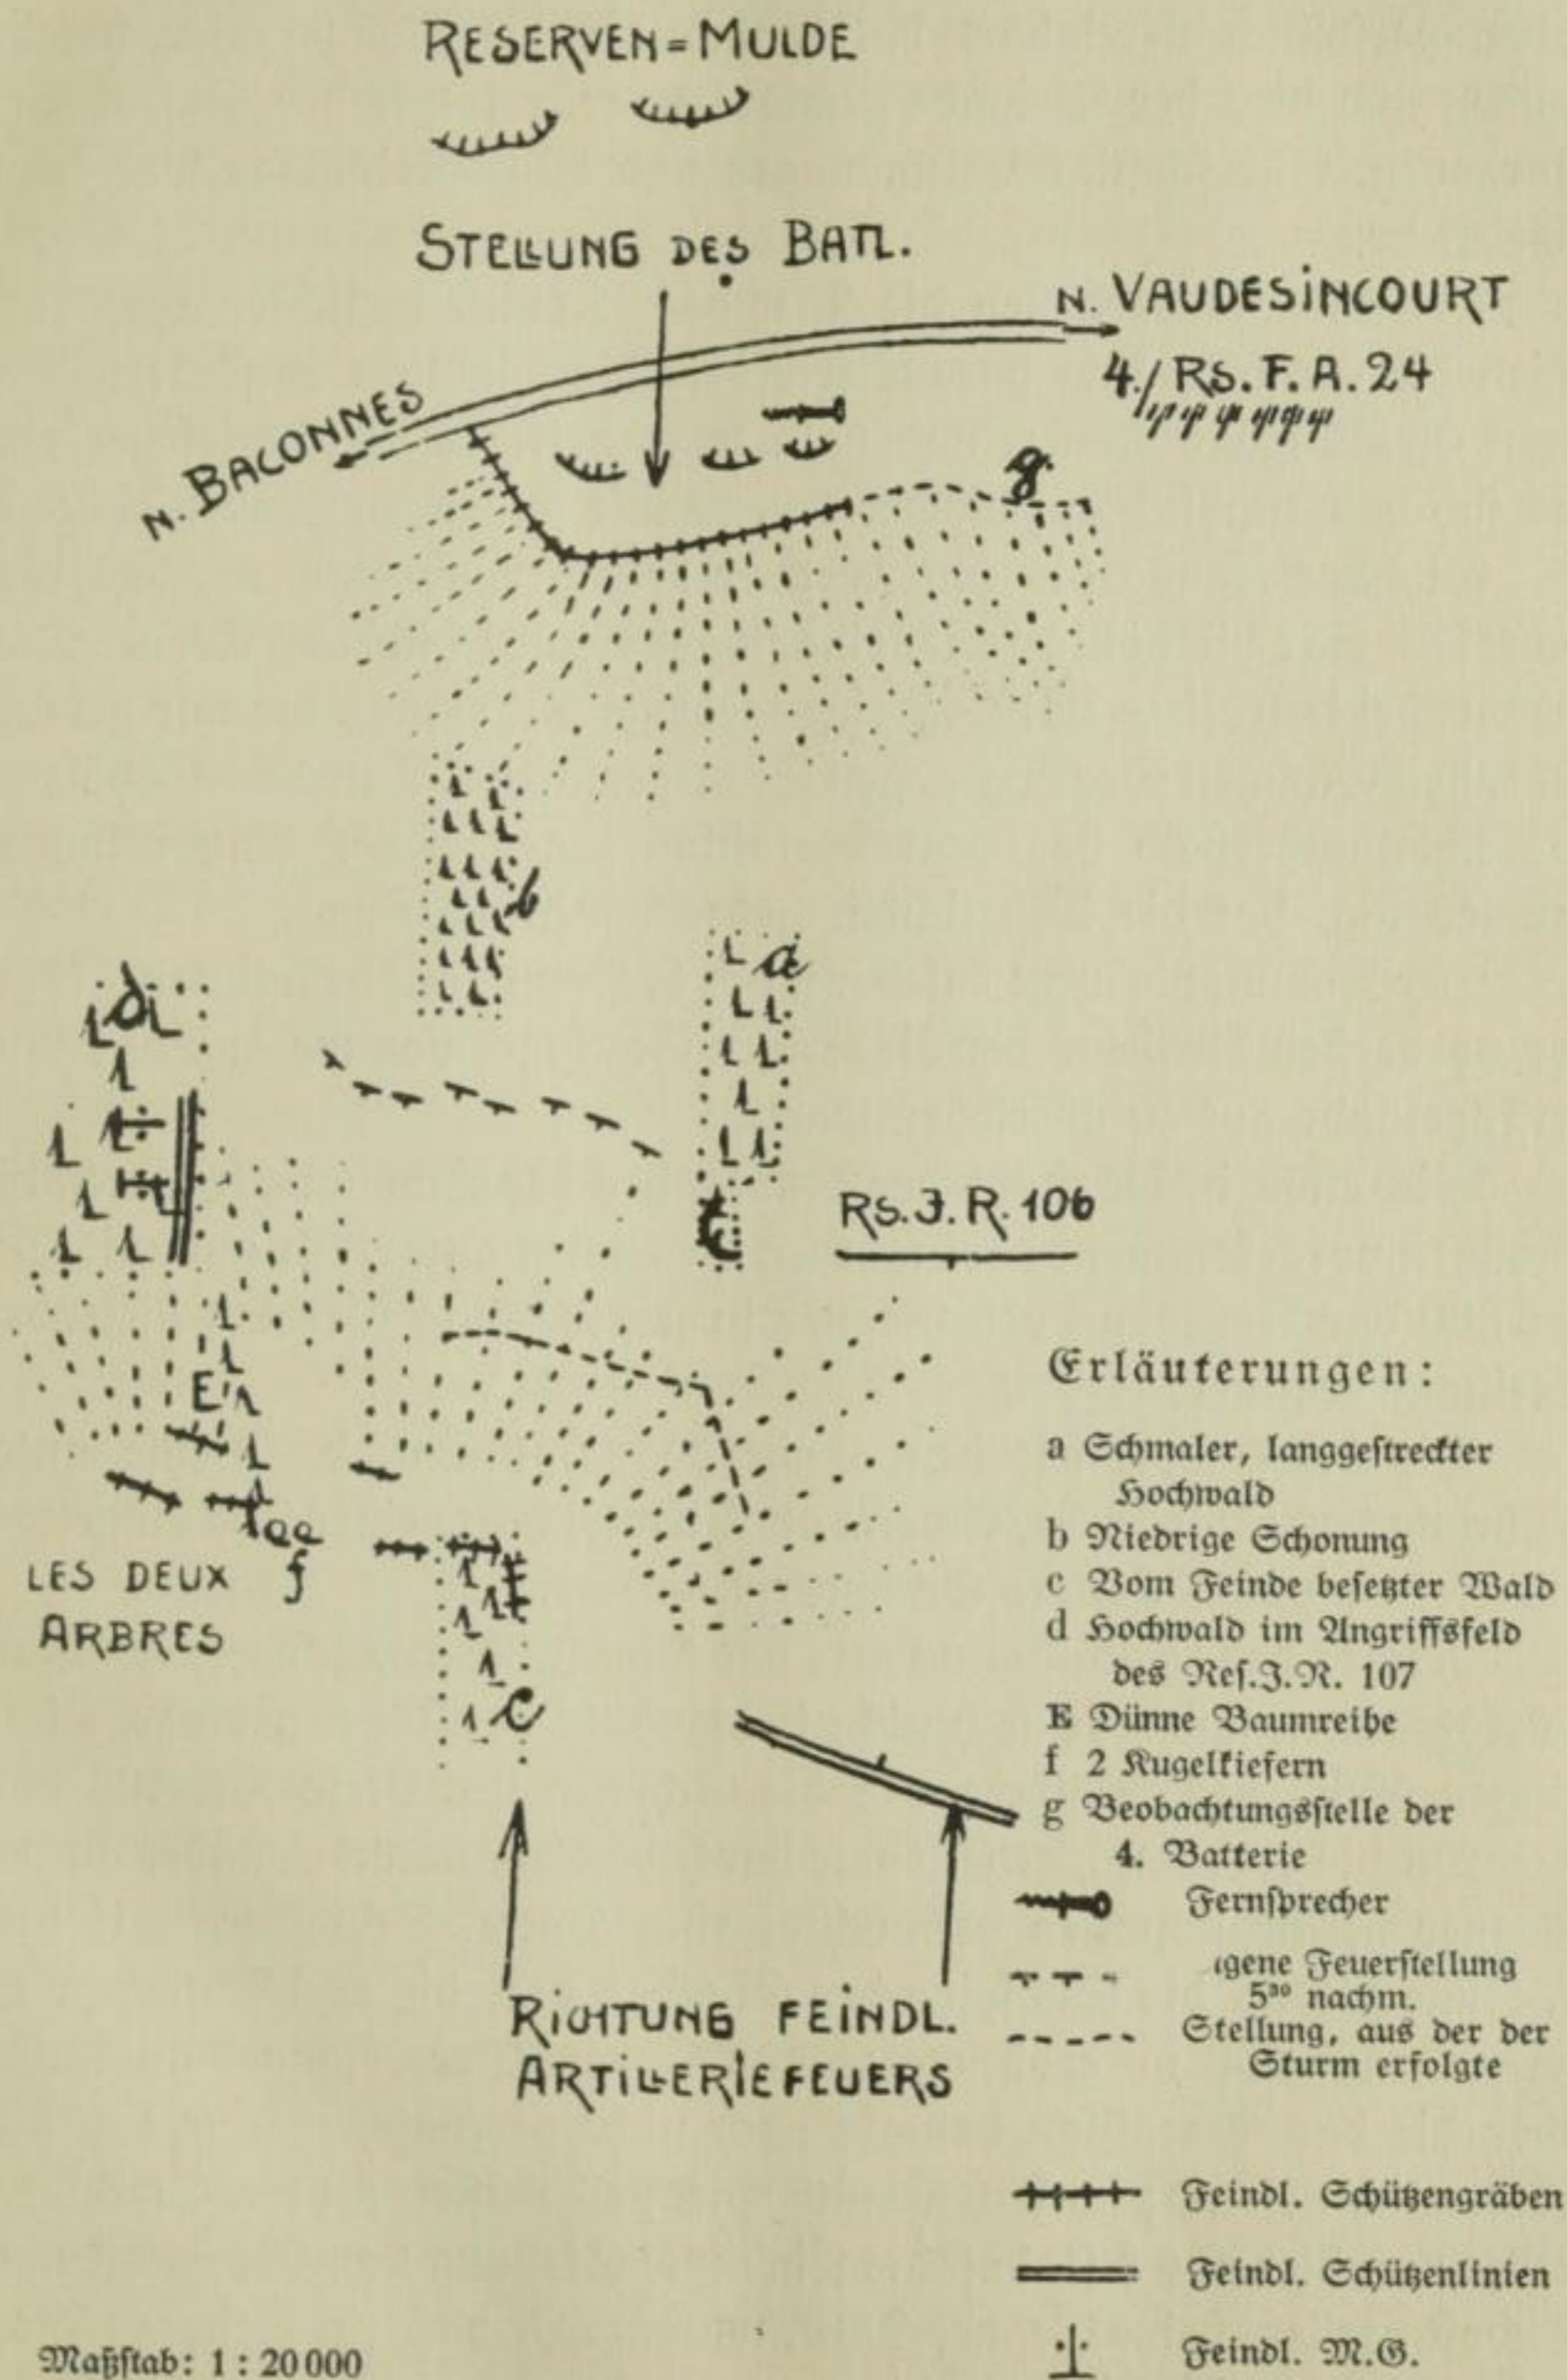 RESERVEN=MULDE
STELLUNG DES BATL.
N. VAUDESINCOURT
4./RS. F. A. 24
N. BACONNES
g
b
a
d
RS. J. R. 106
E
LES DEUX
ARBRES
f
c
RICHTUNG FEINDL.
ARTILLERIEFEUERS
Erläuterungen:
a Schmaler, langgeſtreckter
Hochwald
b Niedrige Schonung
c Vom Feinde beſetzter Wald
d Hochwald im Angriffsfeld
des Reſ.J.R. 107
E Dünne Baumreihe
f 2 Kugelkiefern
g Beobachtungsſtelle der
4. Batterie
Fernſprecher
igene Feuerſtellung
5³⁰ nachm.
Stellung, aus der der
Sturm erfolgte
Feindl. Schützengräben
Feindl. Schützenlinien
Feindl. M.G.
Maßſtab: 1 : 20000